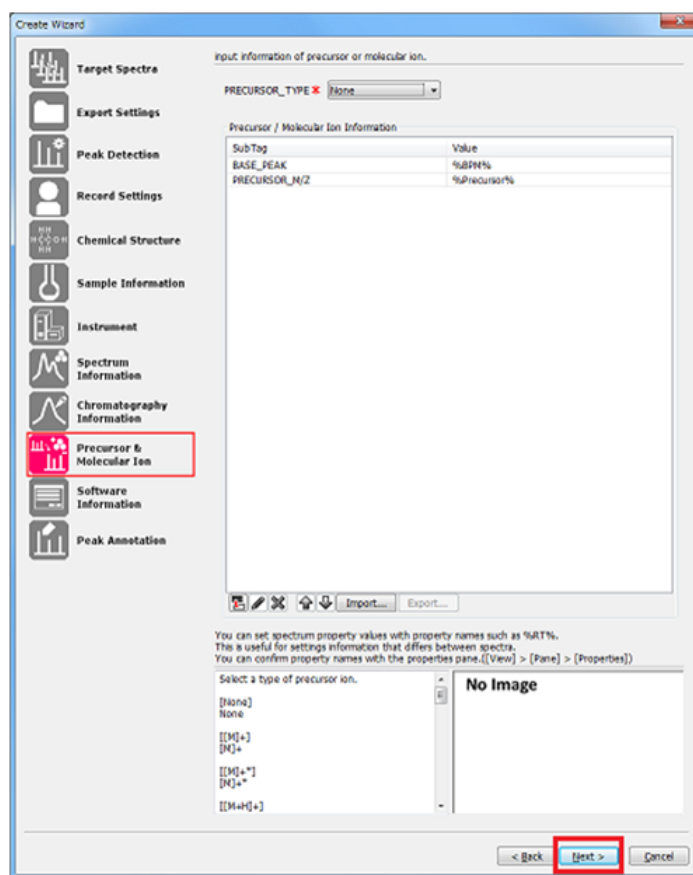 Create Wizard
Target Spectra
Export Settings
Peak Detection
Record Settings
Chemical Structure
Sample Information
Instrument
Spectrum
Information
Chromatography
Information
Precursor &
Molecular Ion
Software
Information
Peak Annotation
input information of precursor or molecular ion.
PRECURSOR_TYPE None
Precursor / Molecular Ion Information
SubTag Value
BASE_PEAK %BPM%
PRECURSOR_M/Z %Precursor%
Import... Export...
You can set spectrum property values with property names such as %RT%.
This is useful for settings information that differs between spectra.
You can confirm property names with the properties pane.([View] > [Pane] > [Properties])
Select a type of precursor ion.
[None]
None
[[M]+]
[M]+
[[M]+*]
[M]+*
[[M+H]+]
No Image
< Back Next > Cancel